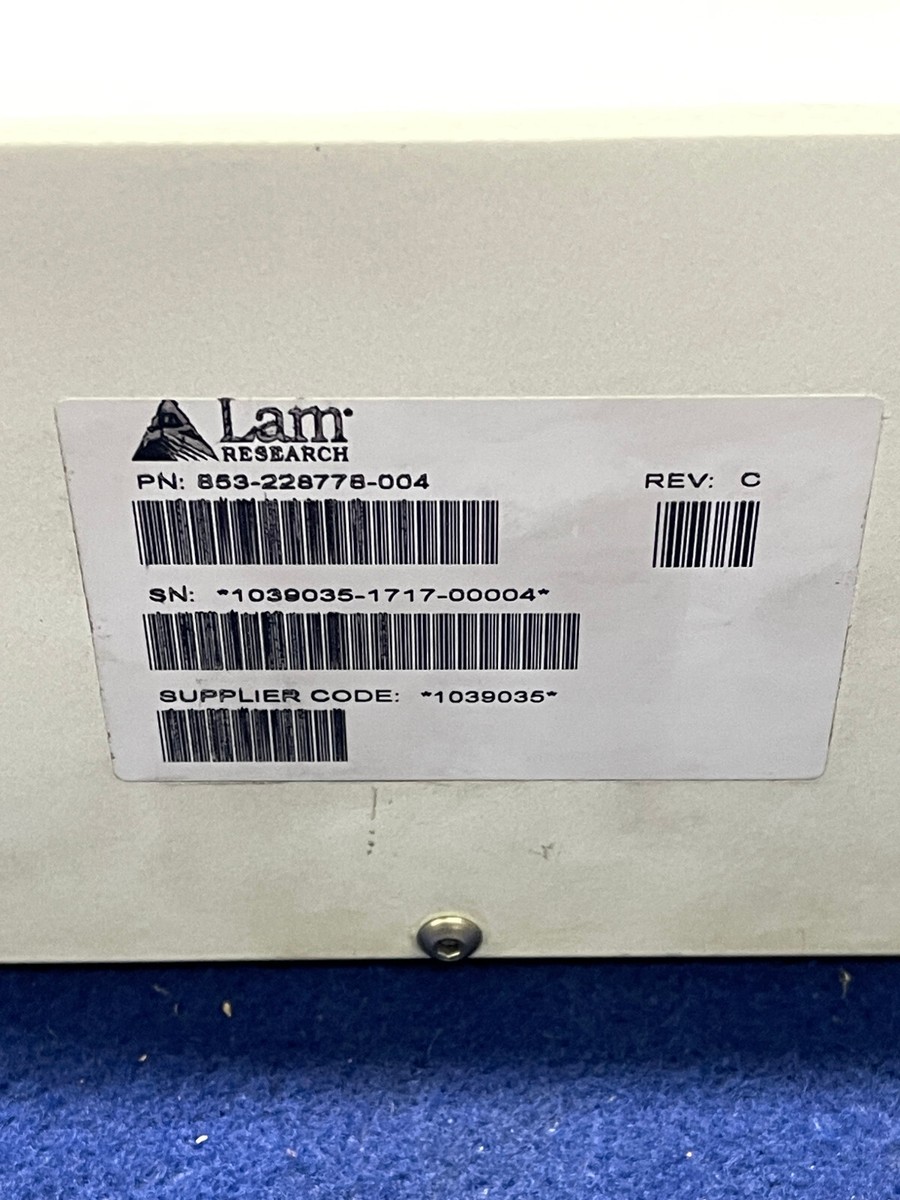 Lam
RESEARCH
PN: 853-228778-004
REV: C
SN: *1039035-1717-00004*
SUPPLIER CODE: *1039035*